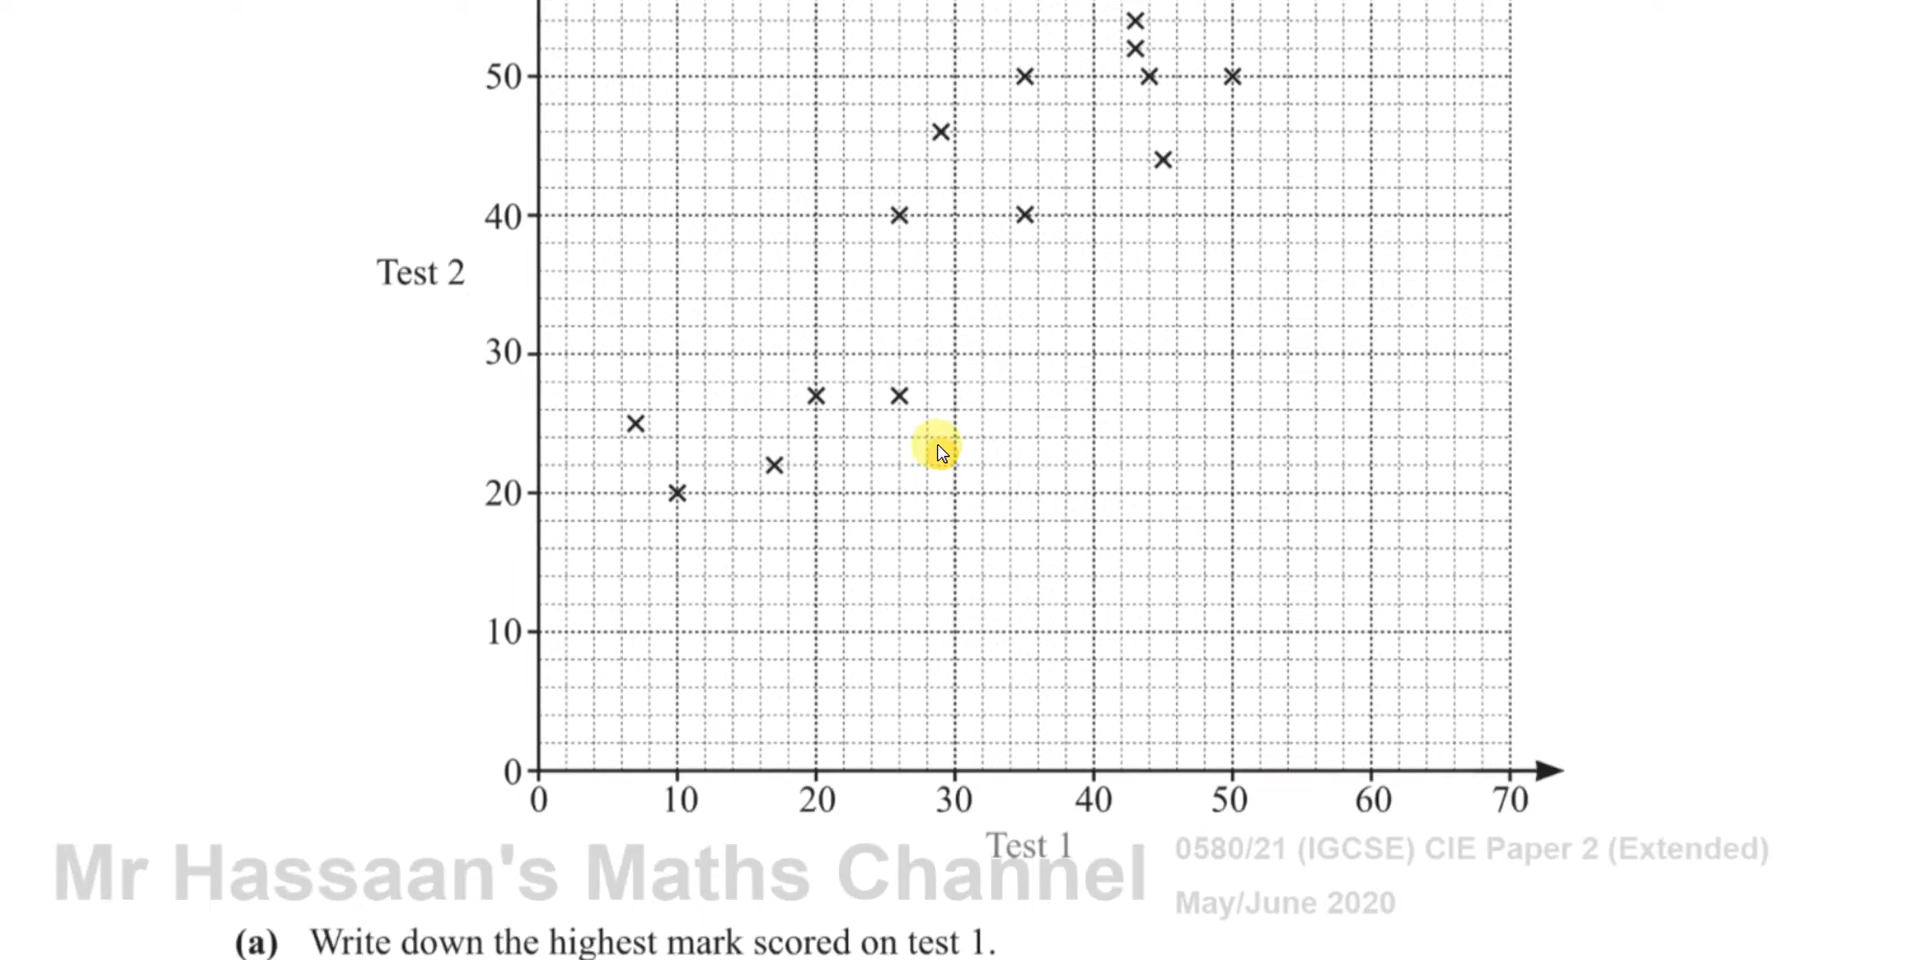 50
40
Test 2
30
20
10
0
0 10 20 30 40 50 60 70
Test 1
Mr Hassaan's Maths Channel
0580/21 (IGCSE) CIE Paper 2 (Extended)
May/June 2020
(a) Write down the highest mark scored on test 1.